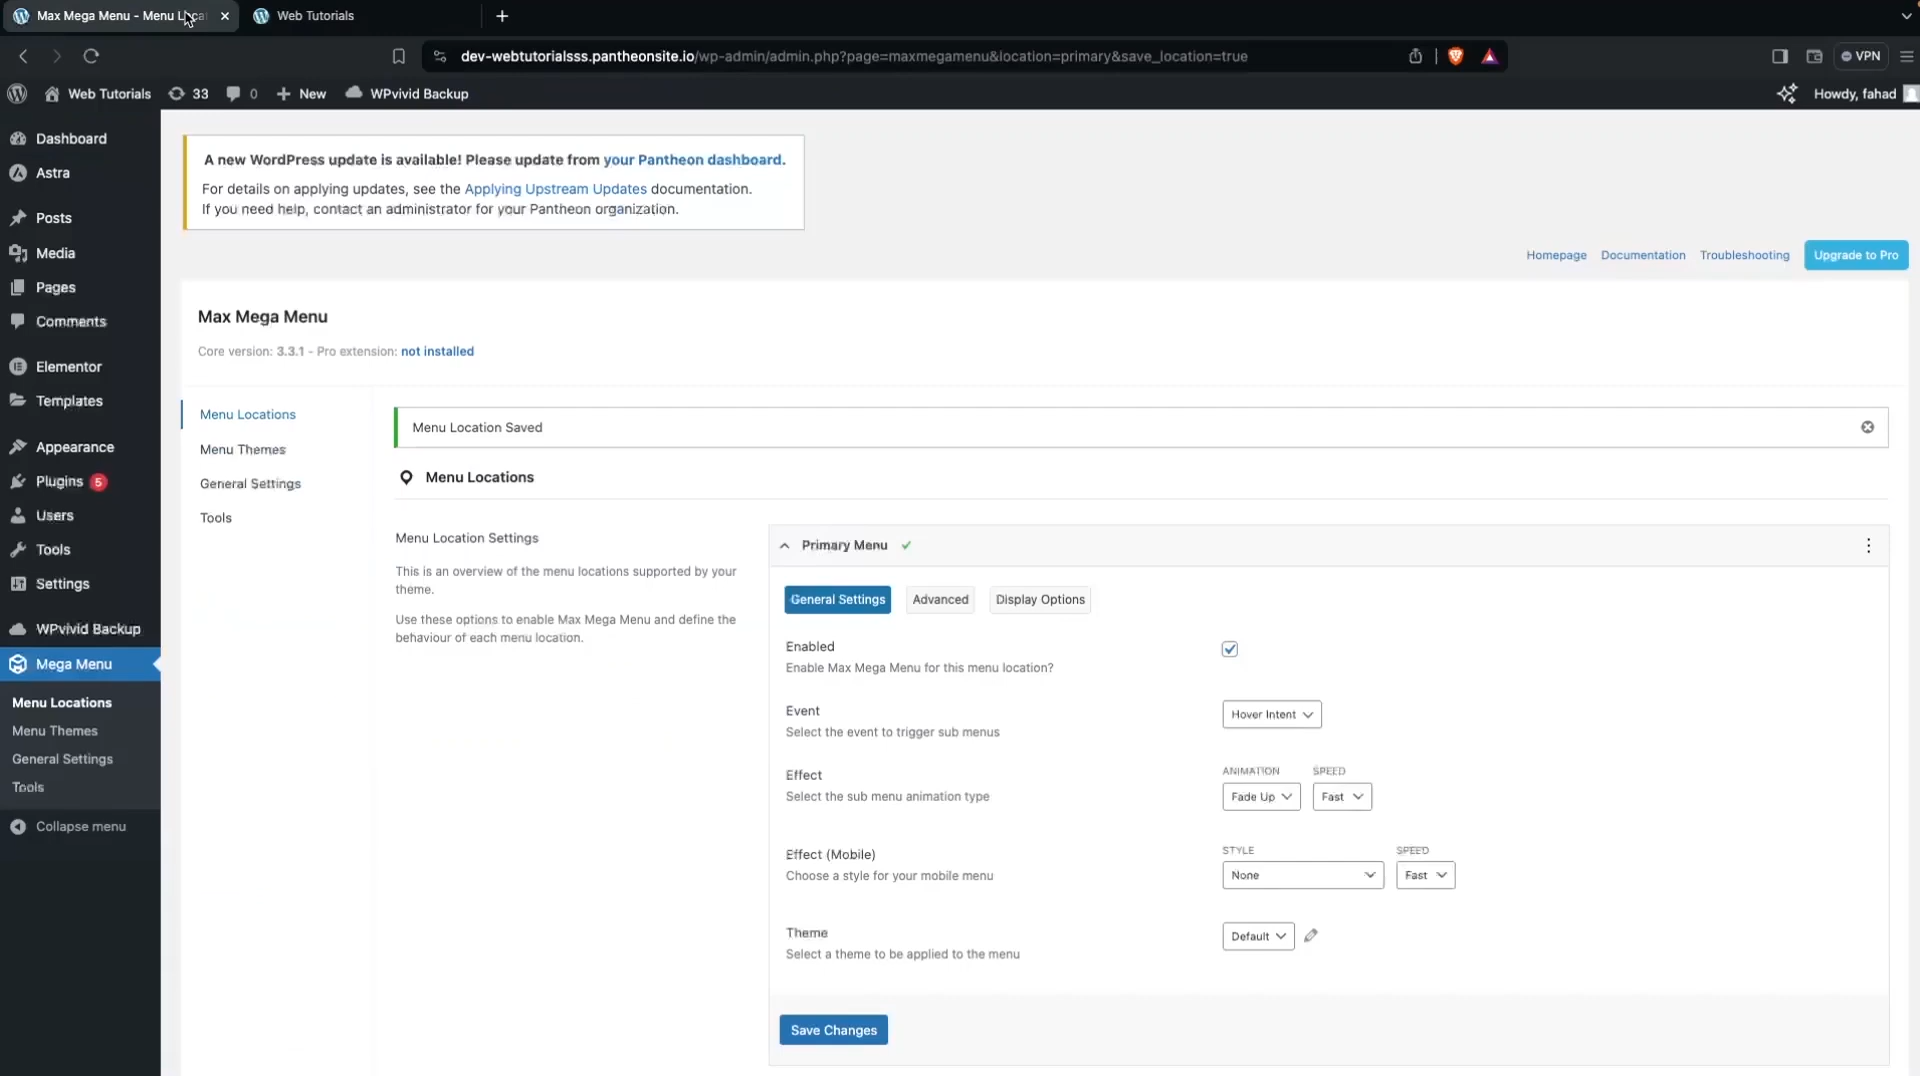 Max Mega Menu - Menu Loca
Web Tutorials
dev-webtutorialsss.pantheonsite.io/wp-admin/admin.php?page=maxmegamenu&location=primary&save_location=true
VPN
Web Tutorials
33
0
New
WPvivid Backup
Howdy, fahad
Dashboard
Astra
Posts
Media
Pages
Comments
Elementor
Templates
Appearance
Plugins 5
Users
Tools
Settings
WPvivid Backup
Mega Menu
Menu Locations
Menu Themes
General Settings
Tools
Collapse menu
A new WordPress update is available! Please update from your Pantheon dashboard.
For details on applying updates, see the Applying Upstream Updates documentation.
If you need help, contact an administrator for your Pantheon organization.
Homepage
Documentation
Troubleshooting
Upgrade to Pro
Max Mega Menu
Core version: 3.3.1 - Pro extension: not installed
Menu Locations
Menu Themes
General Settings
Tools
Menu Location Saved
Menu Locations
Menu Location Settings
This is an overview of the menu locations supported by your
theme.
Use these options to enable Max Mega Menu and define the
behaviour of each menu location.
Primary Menu
General Settings
Advanced
Display Options
Enabled
Enable Max Mega Menu for this menu location?
Event
Select the event to trigger sub menus
Hover Intent
Effect
Select the sub menu animation type
ANIMATION
SPEED
Fade Up
Fast
Effect (Mobile)
Choose a style for your mobile menu
STYLE
SPEED
None
Fast
Theme
Select a theme to be applied to the menu
Default
Save Changes